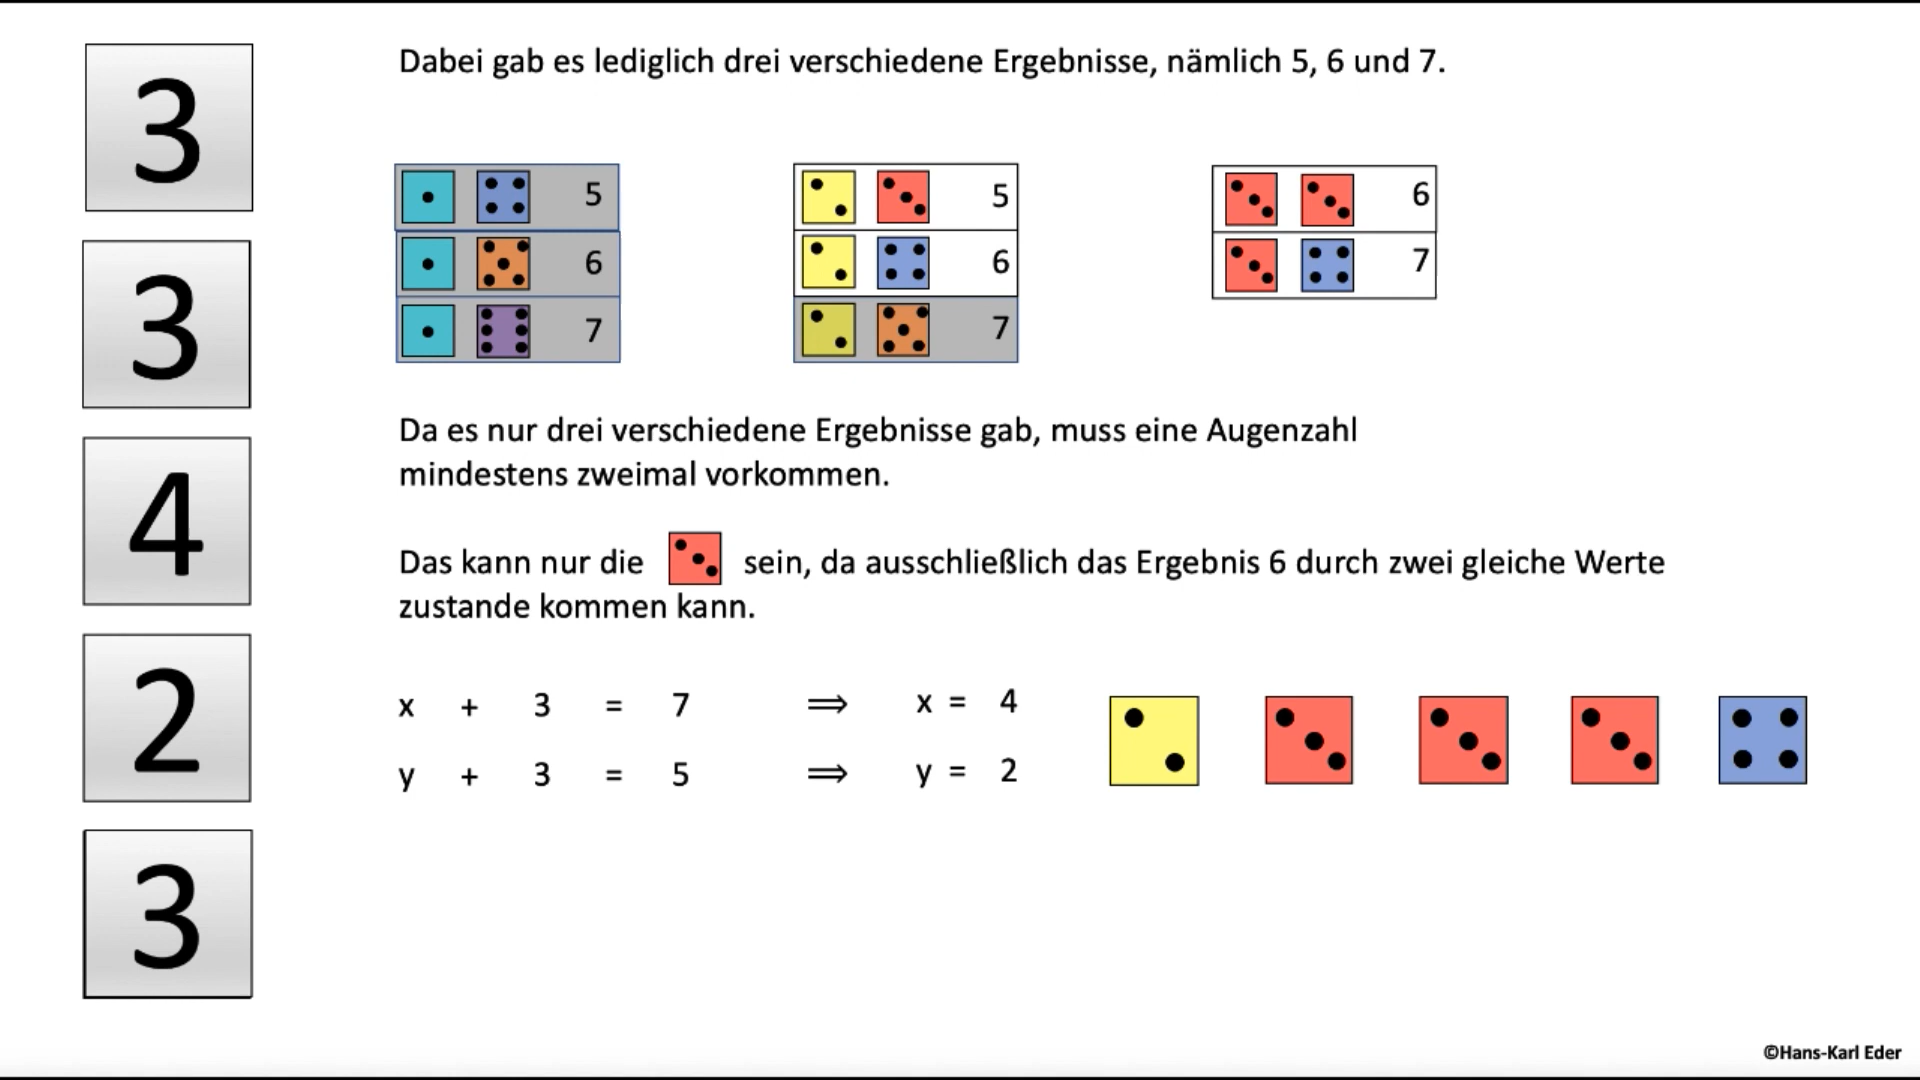 3
3
4
2
3
Dabei gab es lediglich drei verschiedene Ergebnisse, nämlich 5, 6 und 7.
5
6
7
5
6
7
6
7
Da es nur drei verschiedene Ergebnisse gab, muss eine Augenzahl
mindestens zweimal vorkommen.
Das kann nur die sein, da ausschließlich das Ergebnis 6 durch zwei gleiche Werte
zustande kommen kann.
x + 3 = 7 ⟹ x = 4
y + 3 = 5 ⟹ y = 2
©Hans-Karl Eder